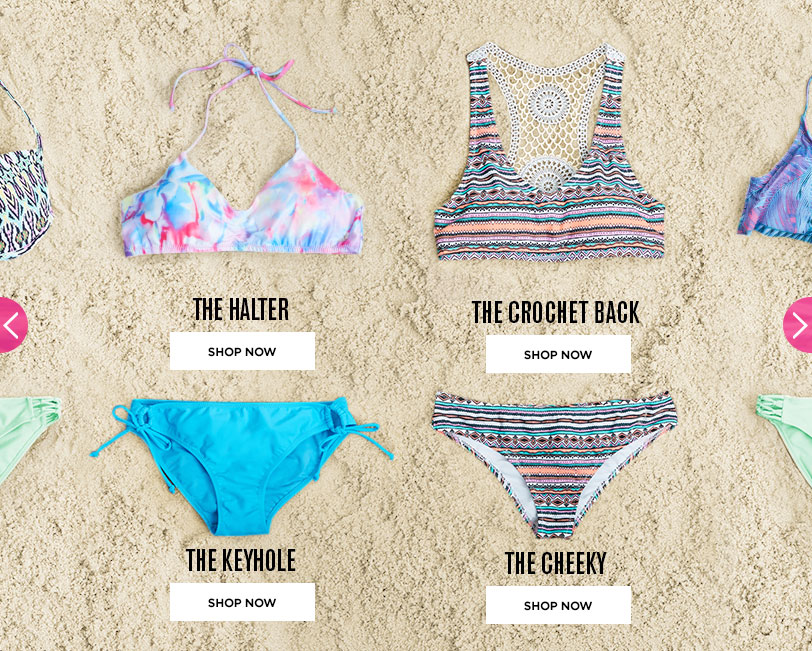 THE HALTER
SHOP NOW
THE CROCHET BACK
SHOP NOW
THE KEYHOLE
SHOP NOW
THE CHEEKY
SHOP NOW